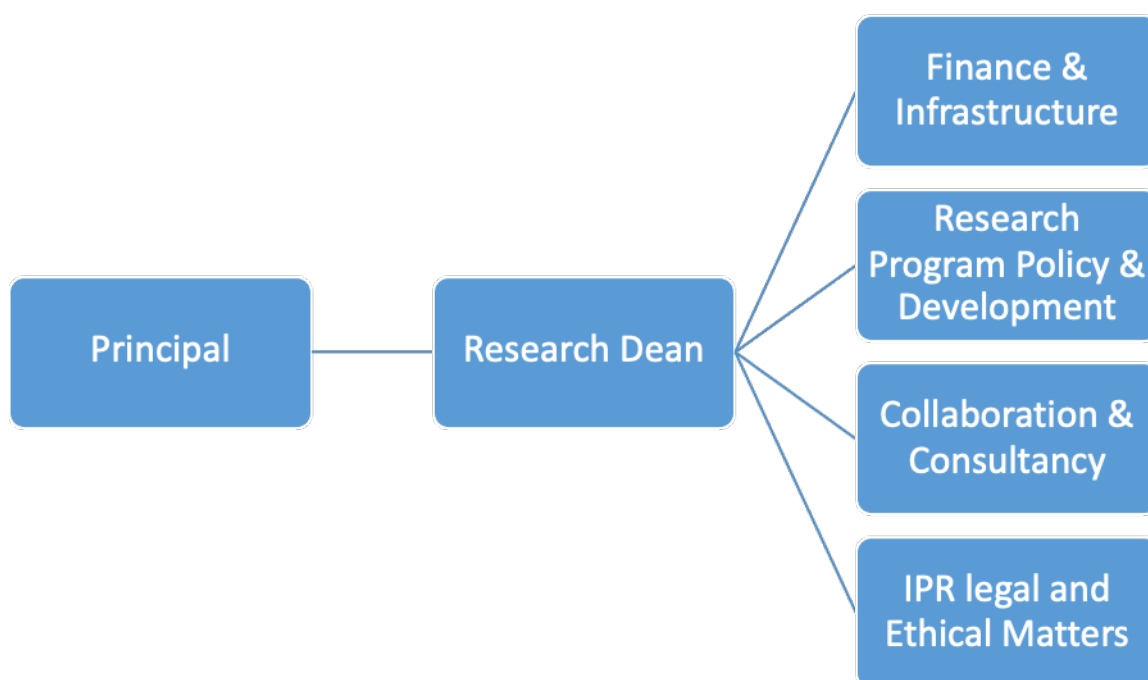 Principal
Research Dean
Finance &
Infrastructure
Research
Program Policy &
Development
Collaboration &
Consultancy
IPR legal and
Ethical Matters